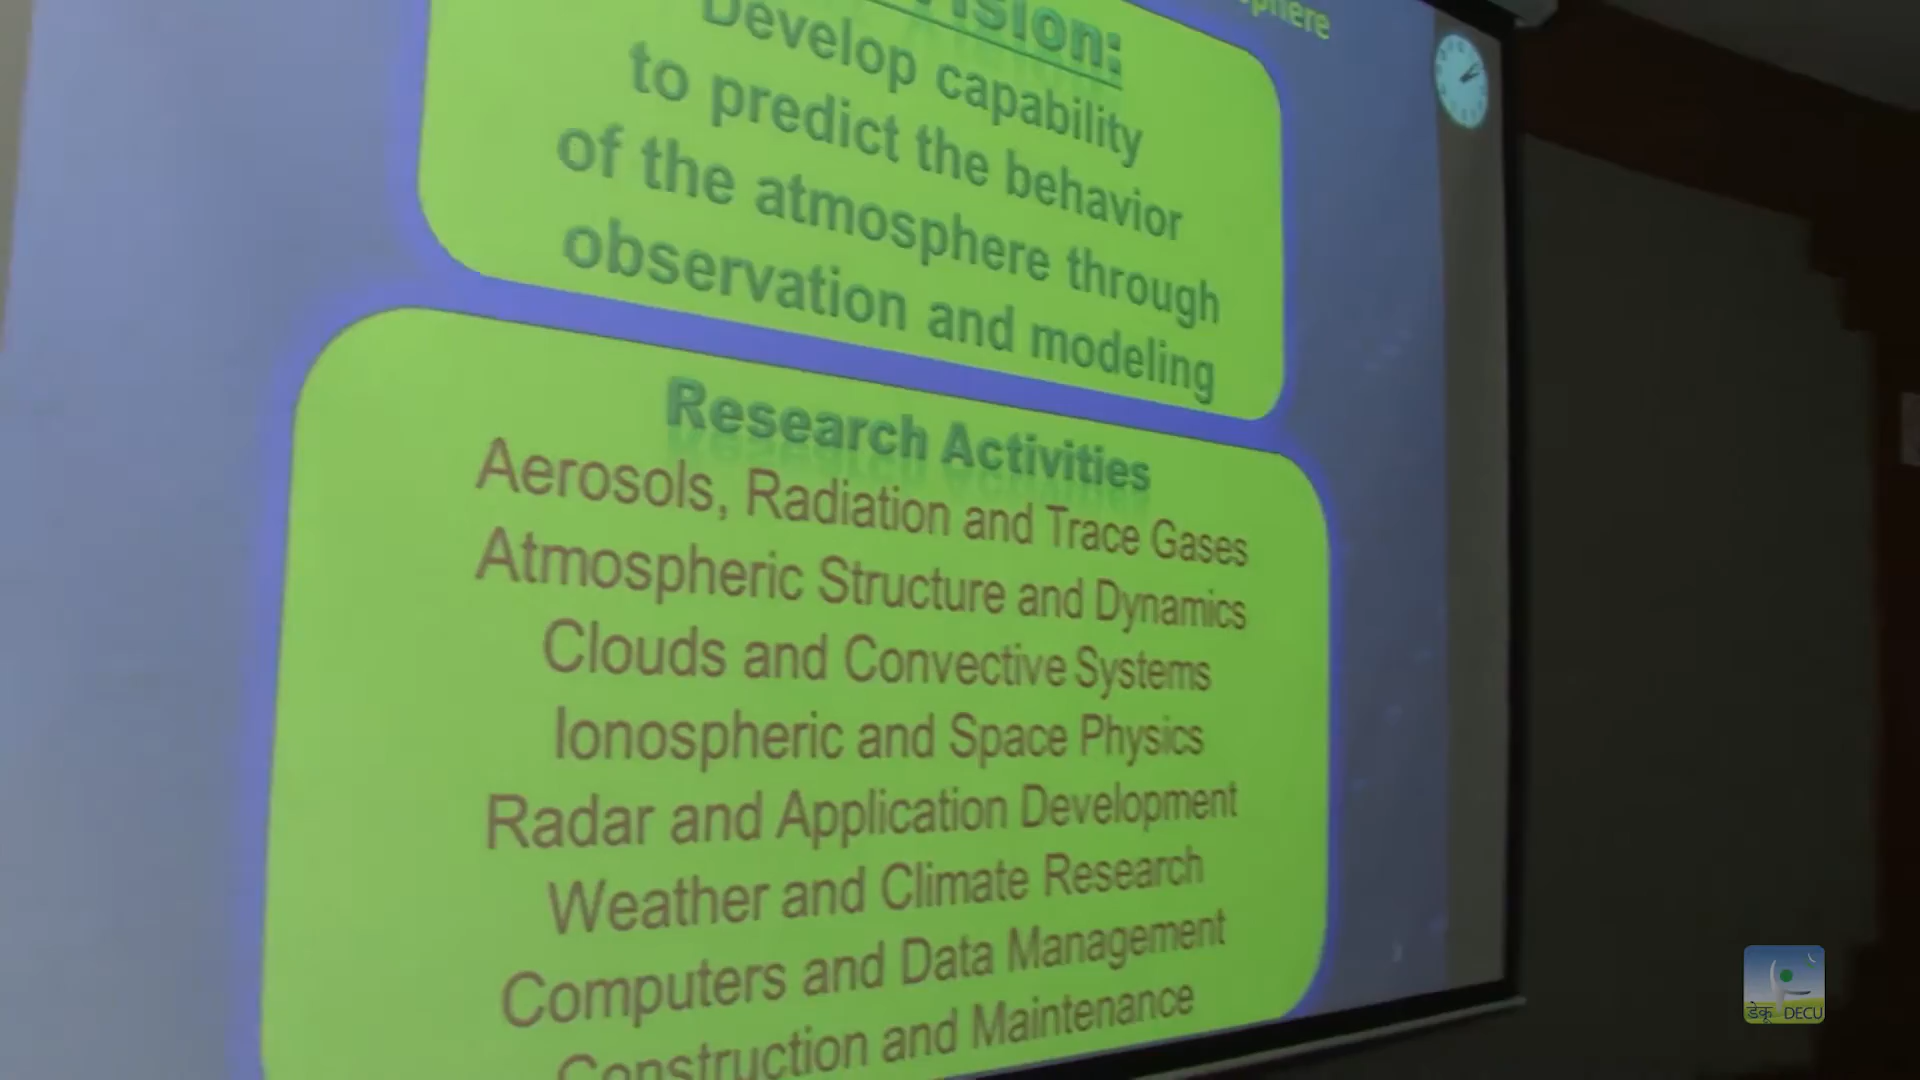 Vision:
Develop capability
to predict the behavior
of the atmosphere through
observation and modeling
Research Activities
Aerosols, Radiation and Trace Gases
Atmospheric Structure and Dynamics
Clouds and Convective Systems
Ionospheric and Space Physics
Radar and Application Development
Weather and Climate Research
Computers and Data Management
Construction and Maintenance
डेकू DECU